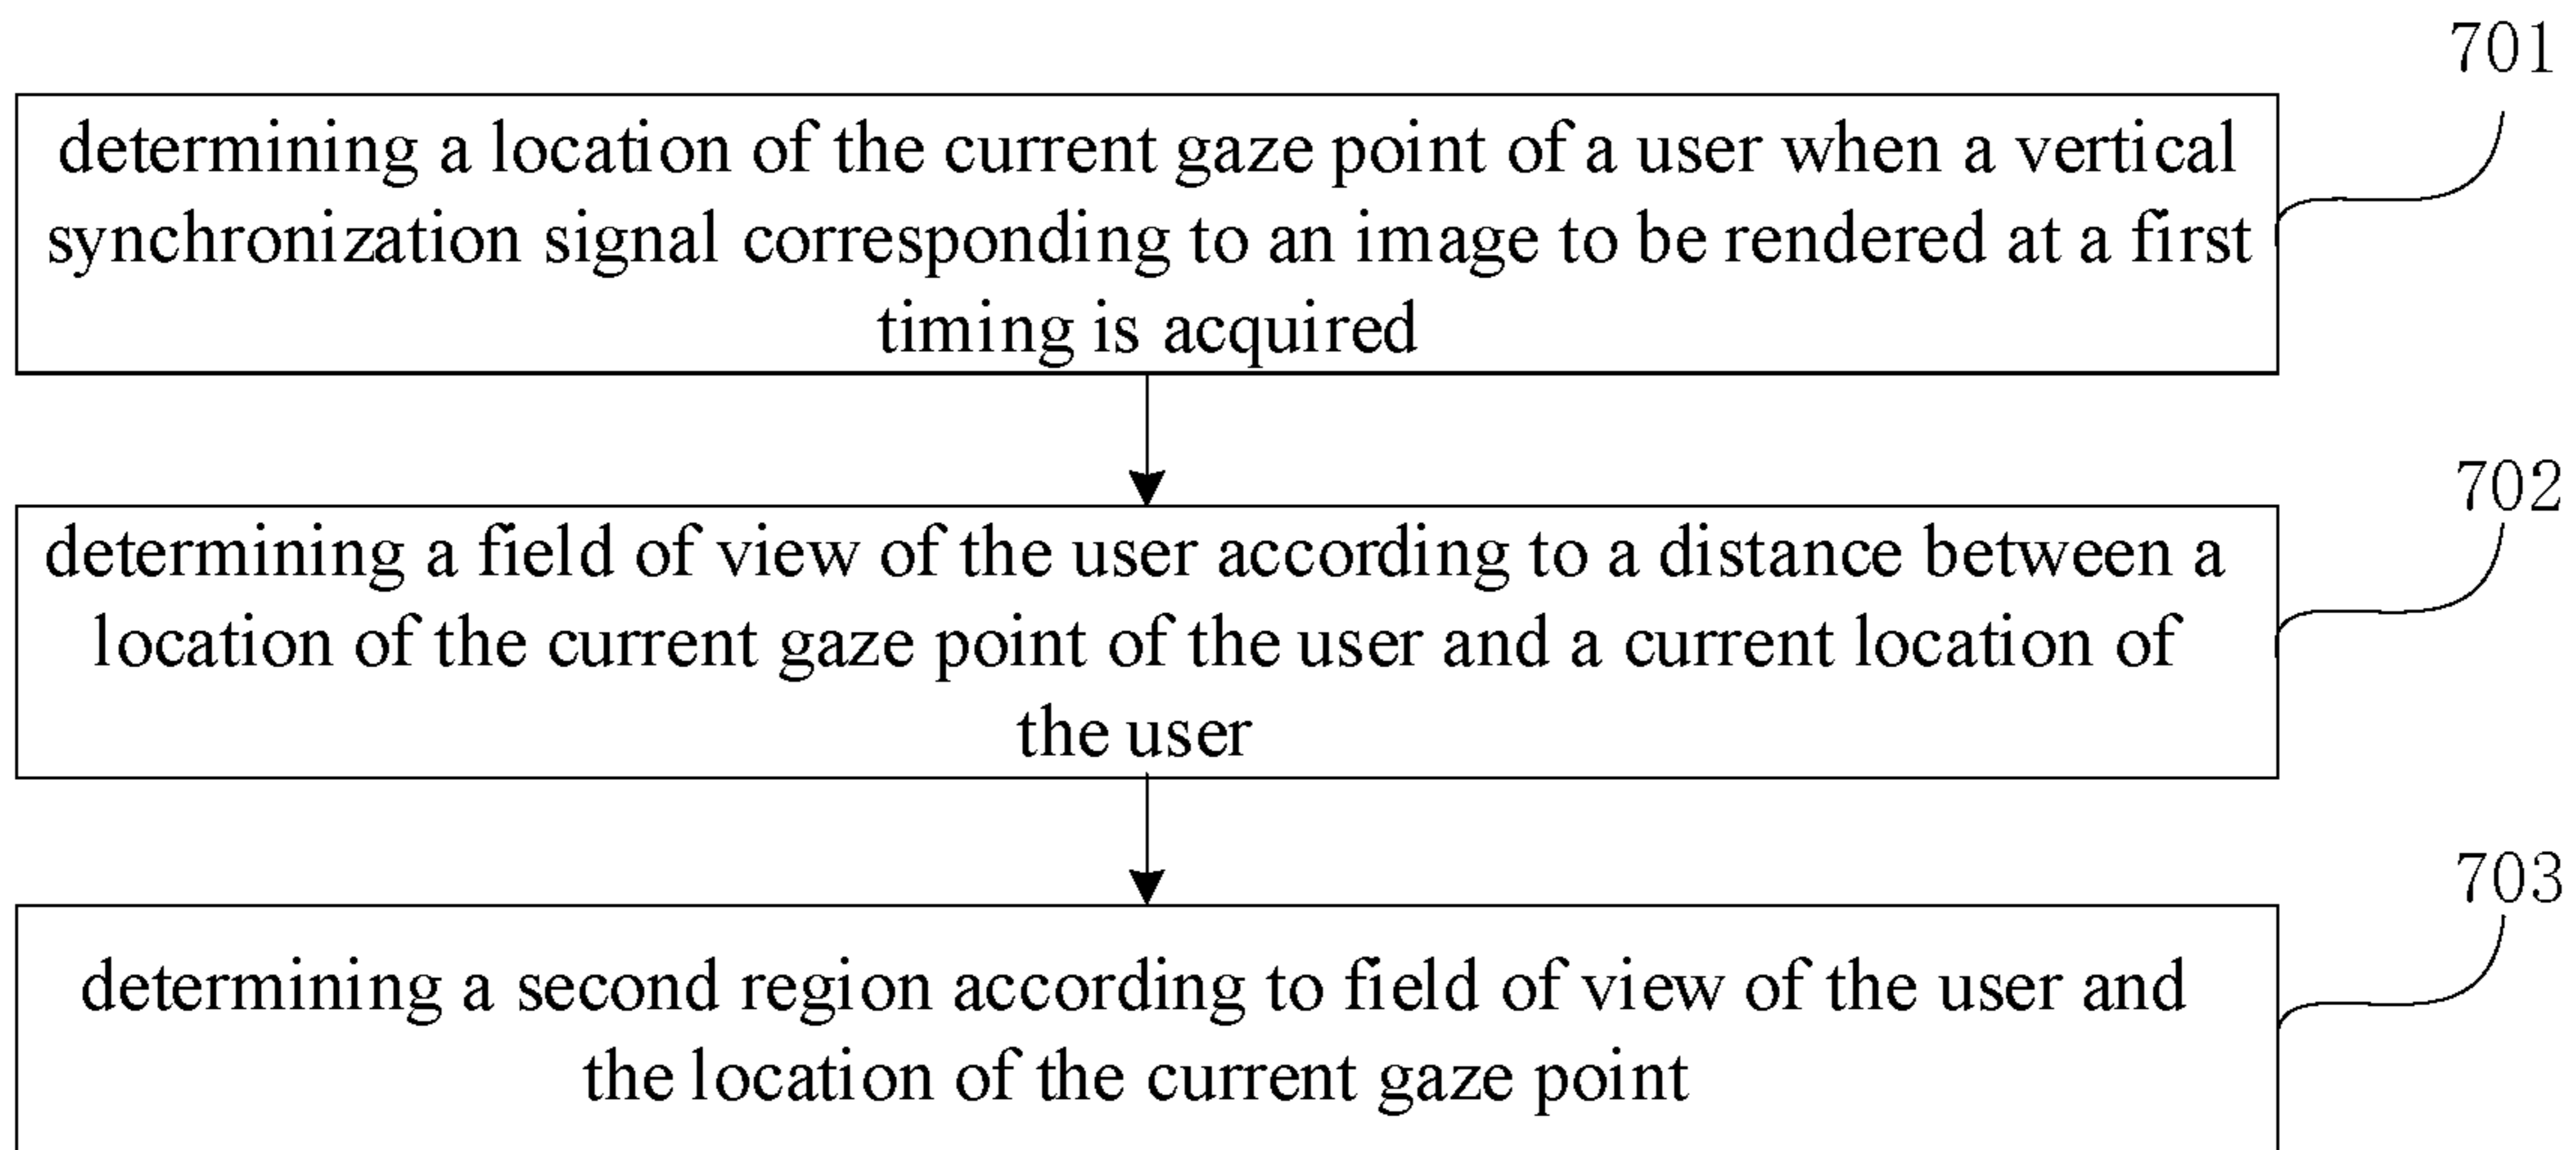 701
determining a location of the current gaze point of a user when a vertical
synchronization signal corresponding to an image to be rendered at a first
timing is acquired
702
determining a field of view of the user according to a distance between a
location of the current gaze point of the user and a current location of
the user
703
determining a second region according to field of view of the user and
the location of the current gaze point